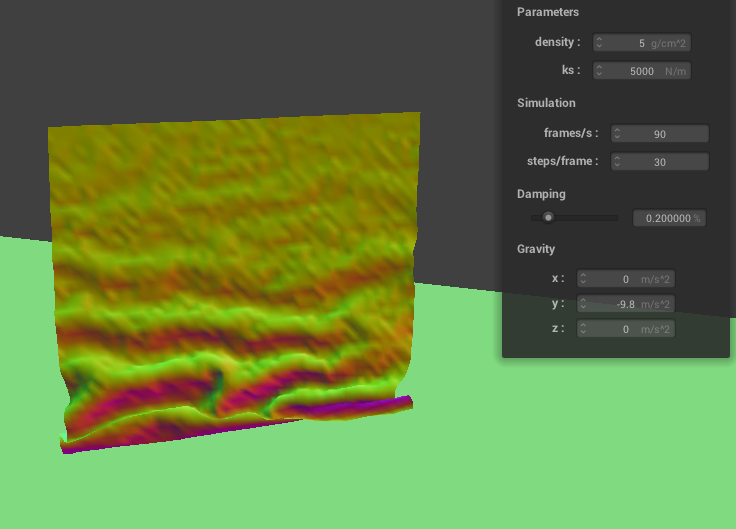 Parameters
density : 5 g/cm^2
ks : 5000 N/m
Simulation
frames/s : 90
steps/frame : 30
Damping
0.200000 %
Gravity
x : 0 m/s^2
y : -9.8 m/s^2
z : 0 m/s^2